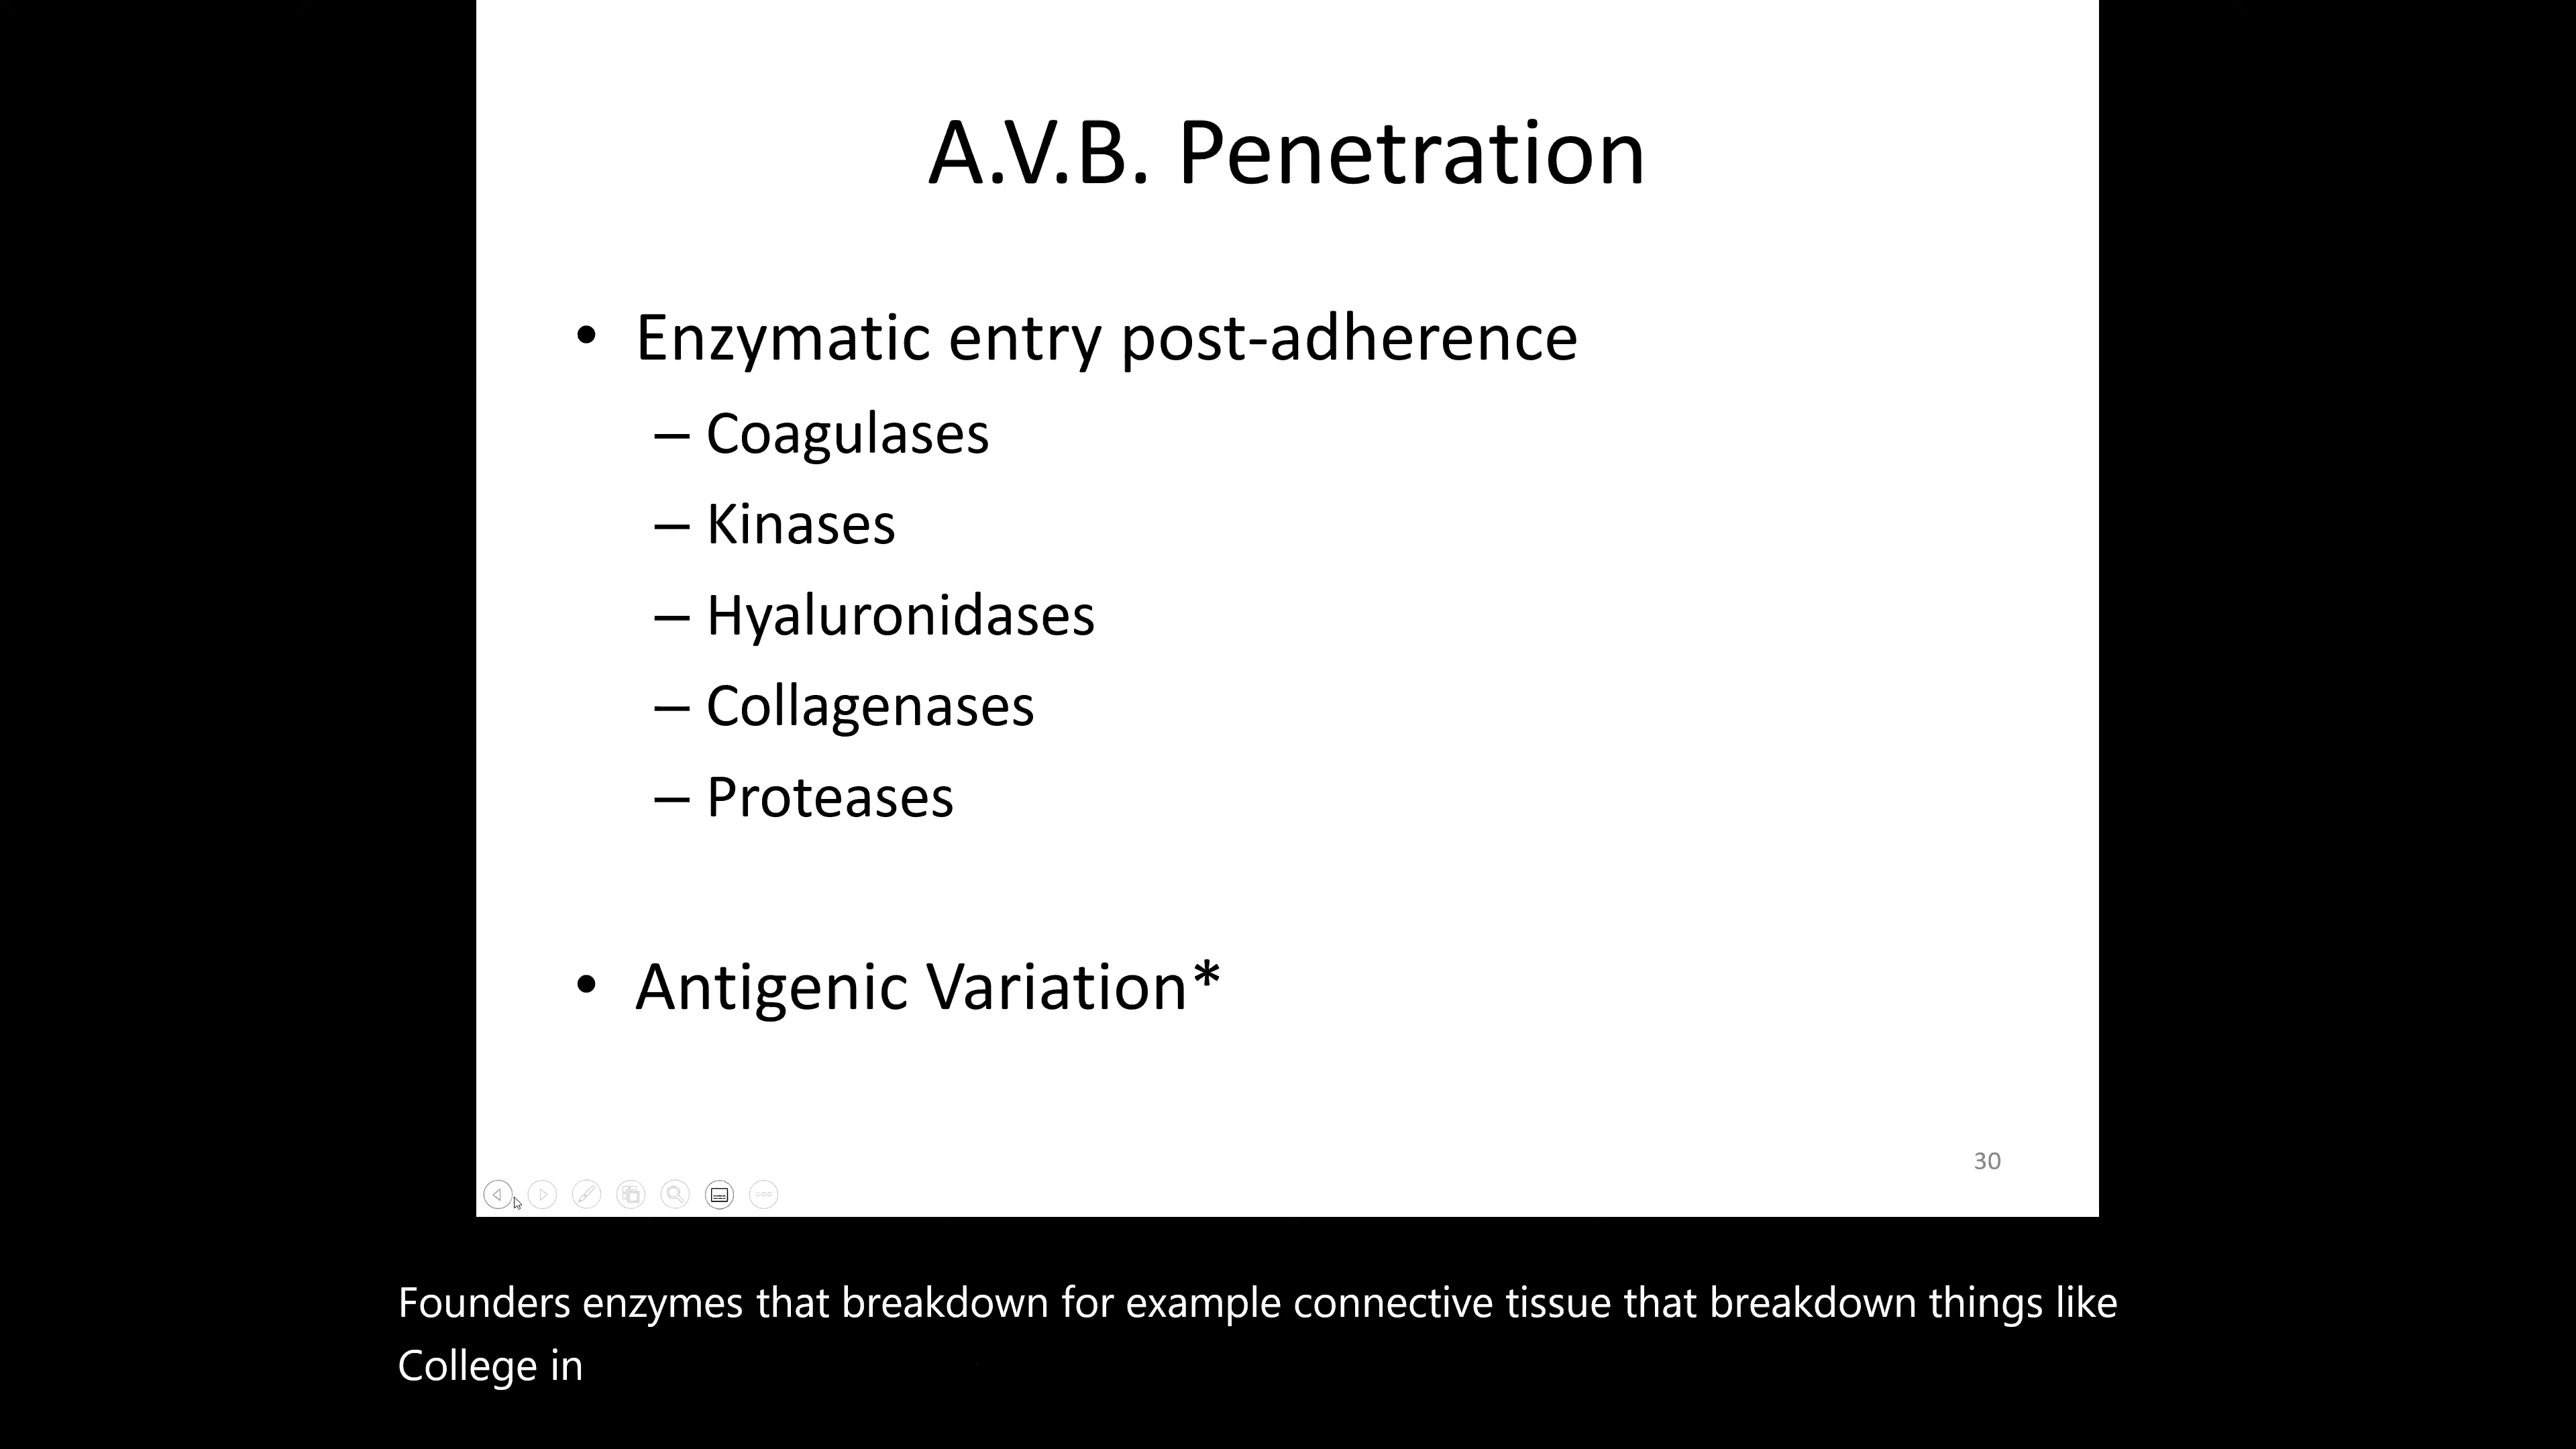 A.V.B. Penetration
• Enzymatic entry post-adherence
– Coagulases
– Kinases
– Hyaluronidases
– Collagenases
– Proteases
• Antigenic Variation*
30
Founders enzymes that breakdown for example connective tissue that breakdown things like
College in